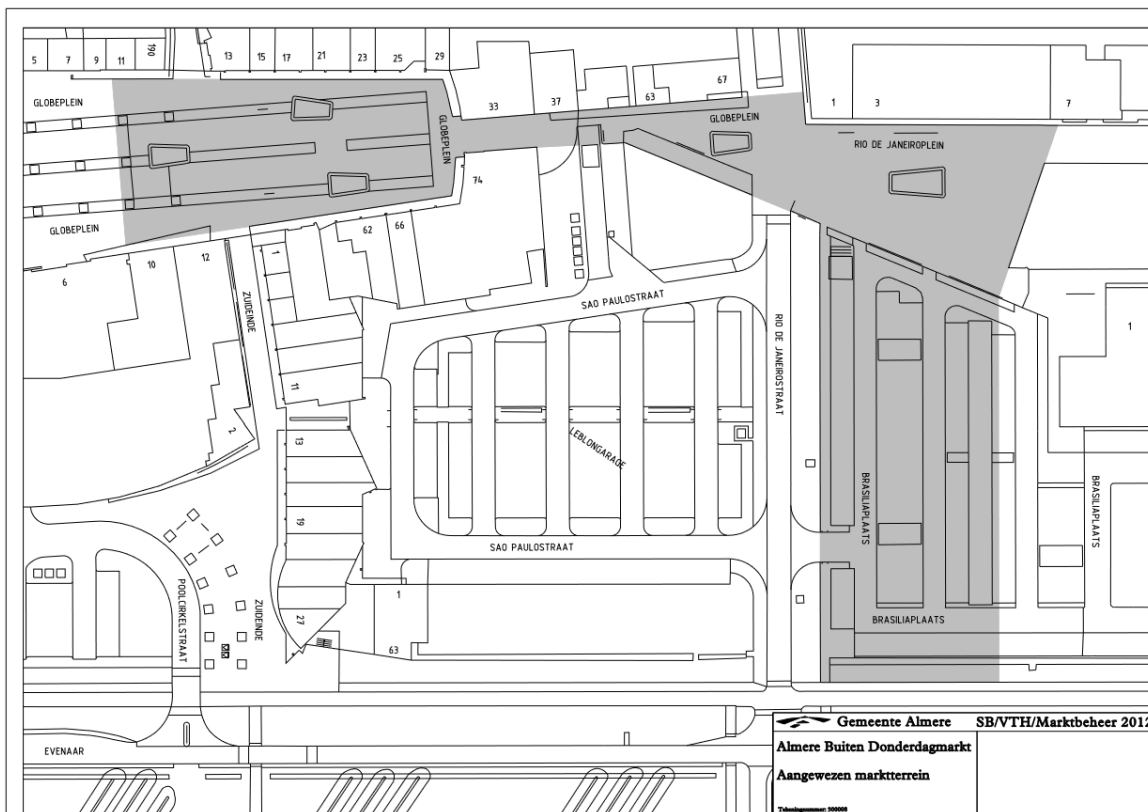 5 7 9 11 190 13 15 17 21 23 25 29
33 37 63 67 1 3 7
GLOBEPLEIN
GLOBEPLEIN
GLOBEPLEIN
RIO DE JANEIROPLEIN
GLOBEPLEIN
74
62 66
6 10 12 1
ZUIDEINDE
SAO PAULOSTRAAT
RIO DE JANEIROSTRAAT
1
11
2
13
LEBLONGARAGE
BRASILIAPLAATS
BRASILIAPLAATS
19
SAO PAULOSTRAAT
POOLCIRKELSTRAAT
ZUIDEINDE
27
1
63
BRASILIAPLAATS
EVENAAR
Gemeente Almere SB/VTH/Marktbeheer 2012
Almere Buiten Donderdagmarkt
Aangewezen marktterrein
Tekeningnummer: 500008